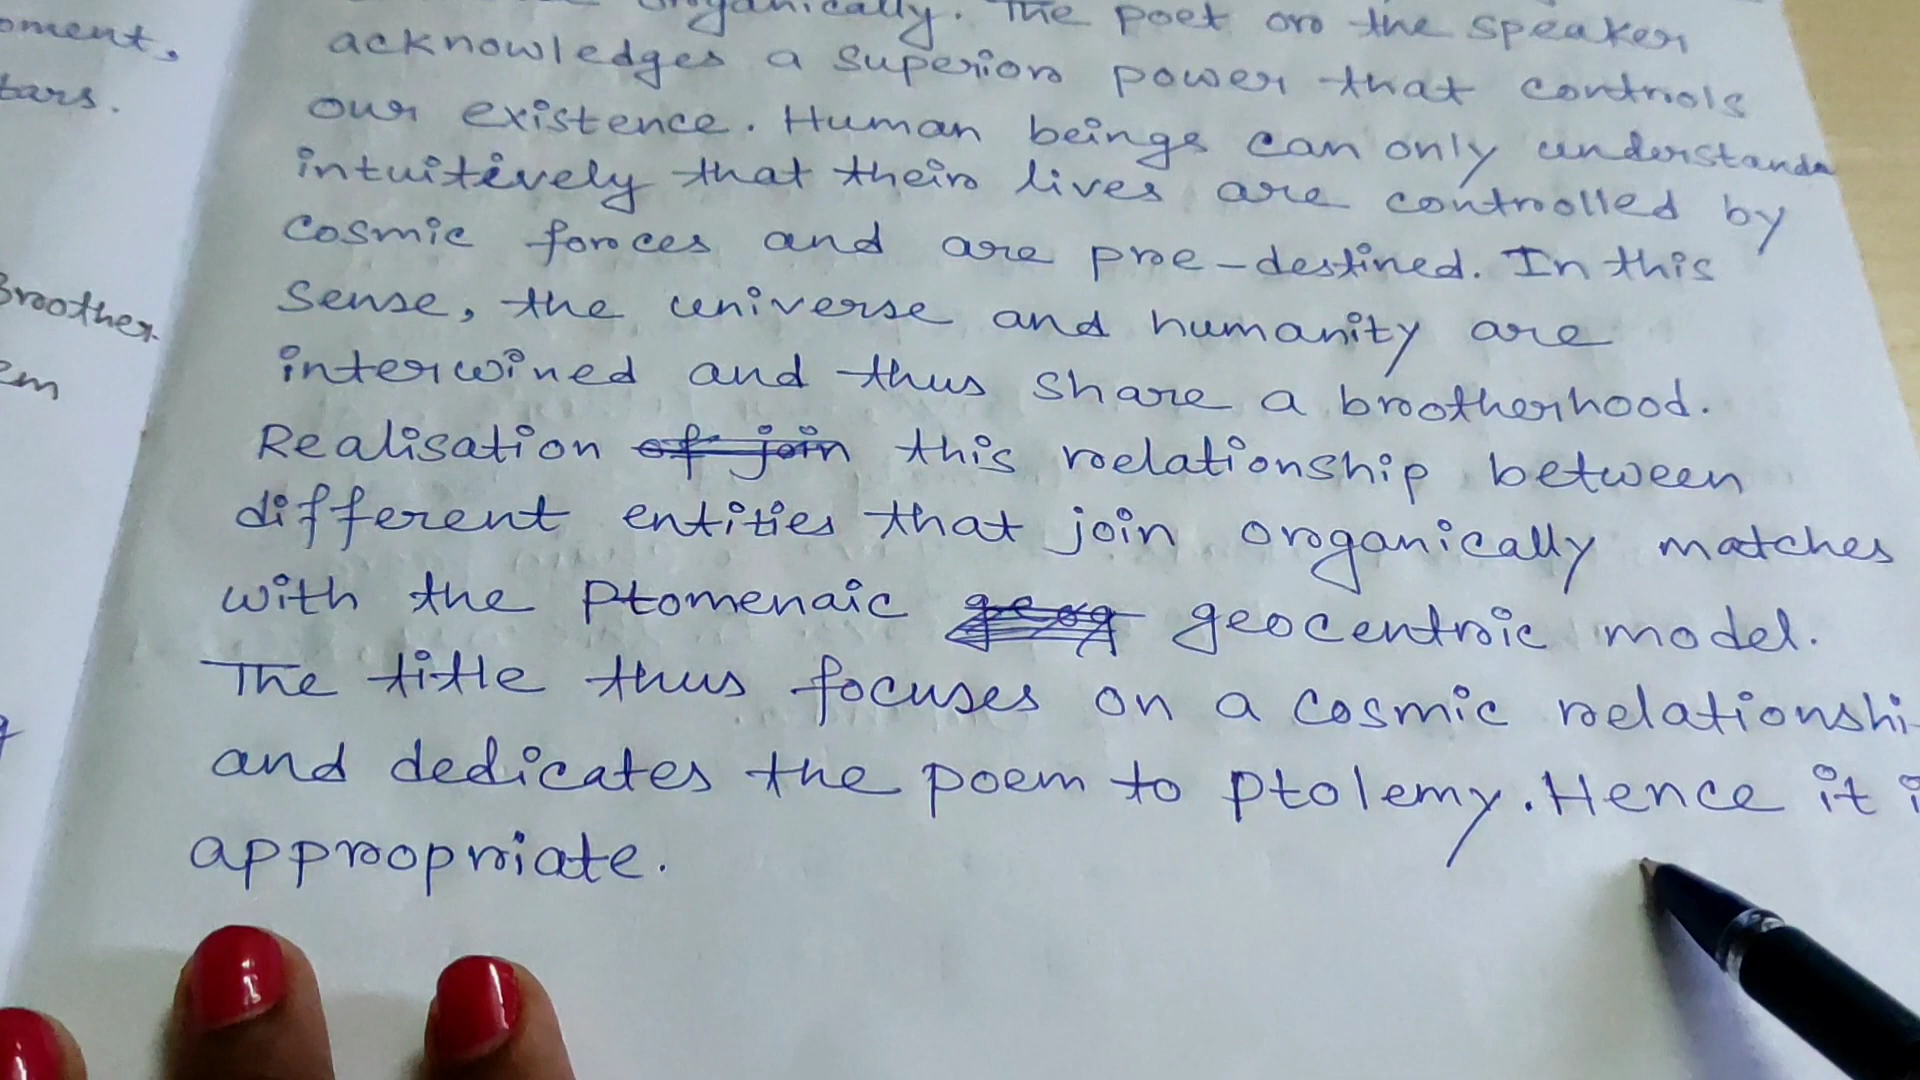 oment,
tars.
Brother
em
organically. The poet or the speaker
acknowledges a superior power that controls
our existence. Human beings can only understand
intuitively that their lives are controlled by
cosmic forces and are pre-destined. In this
sense, the universe and humanity are
interwined and thus share a brotherhood.
Realisation of join this relationship between
different entities that join organically matches
with the Ptomenaic geocentric model.
The title thus focuses on a cosmic relationshi
and dedicates the poem to Ptolemy. Hence it i
appropriate.